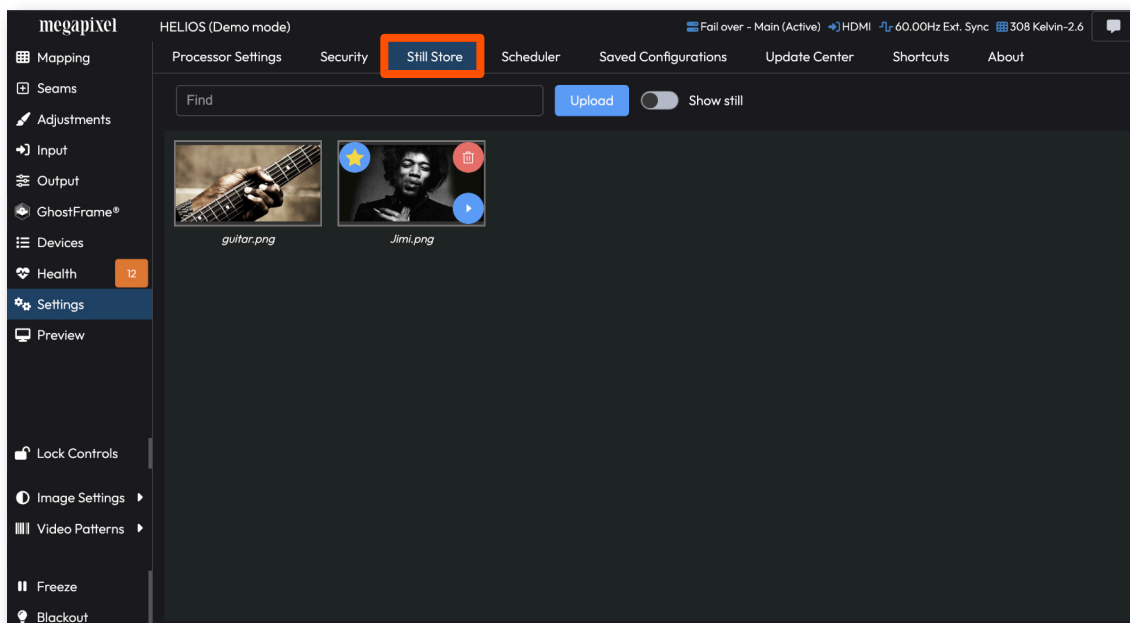 megapixel
HELIOS (Demo mode)
Fail over - Main (Active) HDMI 60.00Hz Ext. Sync 308 Kelvin-2.6
Processor Settings Security Still Store Scheduler Saved Configurations Update Center Shortcuts About
Mapping
Seams
Adjustments
Input
Output
GhostFrame®
Devices
Health 12
Settings
Preview
Lock Controls
Image Settings
Video Patterns
Freeze
Blackout
Find Upload Show still
guitar.png Jimi.png